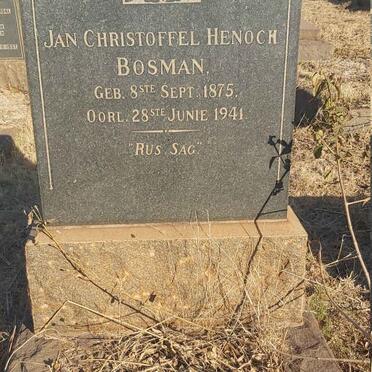 JAN CHRISTOFFEL HENOCH
BOSMAN,
GEB. 8STE SEPT. 1875,
OORL. 28STE JUNIE 1941
"RUS SAG."